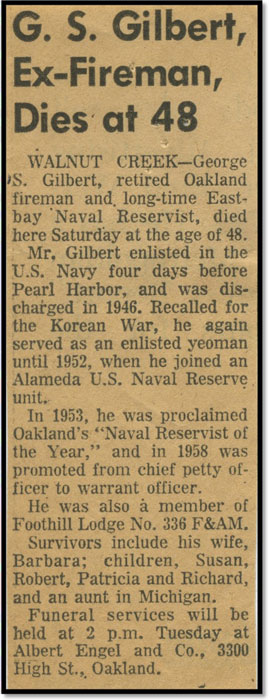 G. S. Gilbert,
Ex-Fireman,
Dies at 48
WALNUT CREEK—George
S. Gilbert, retired Oakland
fireman and long-time East-
bay Naval Reservist, died
here Saturday at the age of 48.
Mr. Gilbert enlisted in the
U.S. Navy four days before
Pearl Harbor, and was dis-
charged in 1946. Recalled for
the Korean War, he again
served as an enlisted yeoman
until 1952, when he joined an
Alameda U.S. Naval Reserve
unit.
In 1953, he was proclaimed
Oakland's "Naval Reservist of
the Year," and in 1958 was
promoted from chief petty of-
ficer to warrant officer.
He was also a member of
Foothill Lodge No. 336 F&AM.
Survivors include his wife,
Barbara; children, Susan,
Robert, Patricia and Richard,
and an aunt in Michigan.
Funeral services will be
held at 2 p.m. Tuesday at
Albert Engel and Co., 3300
High St., Oakland.